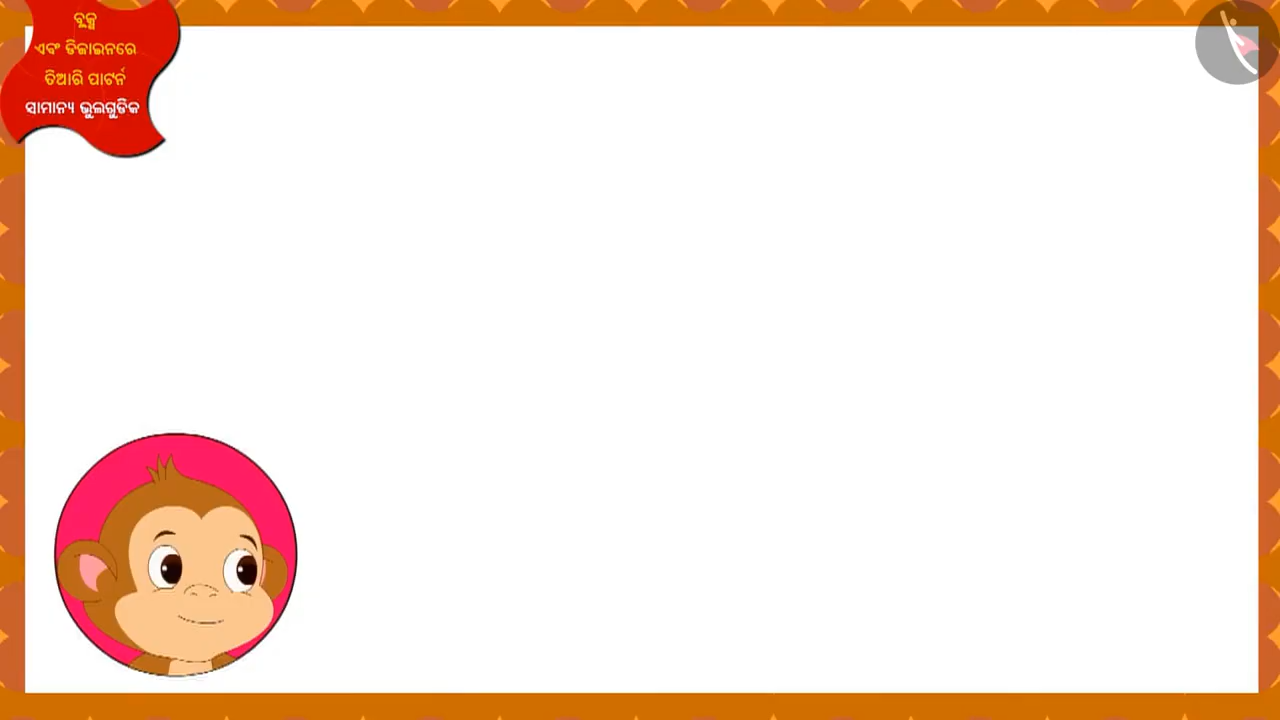 ବ୍ଲକ୍ସ
ଏବଂ ଡିଜାଇନରେ
ତିଆରି ପାଟର୍ନ
ସାମାନ୍ୟ ଭୁଲଗୁଡିକ